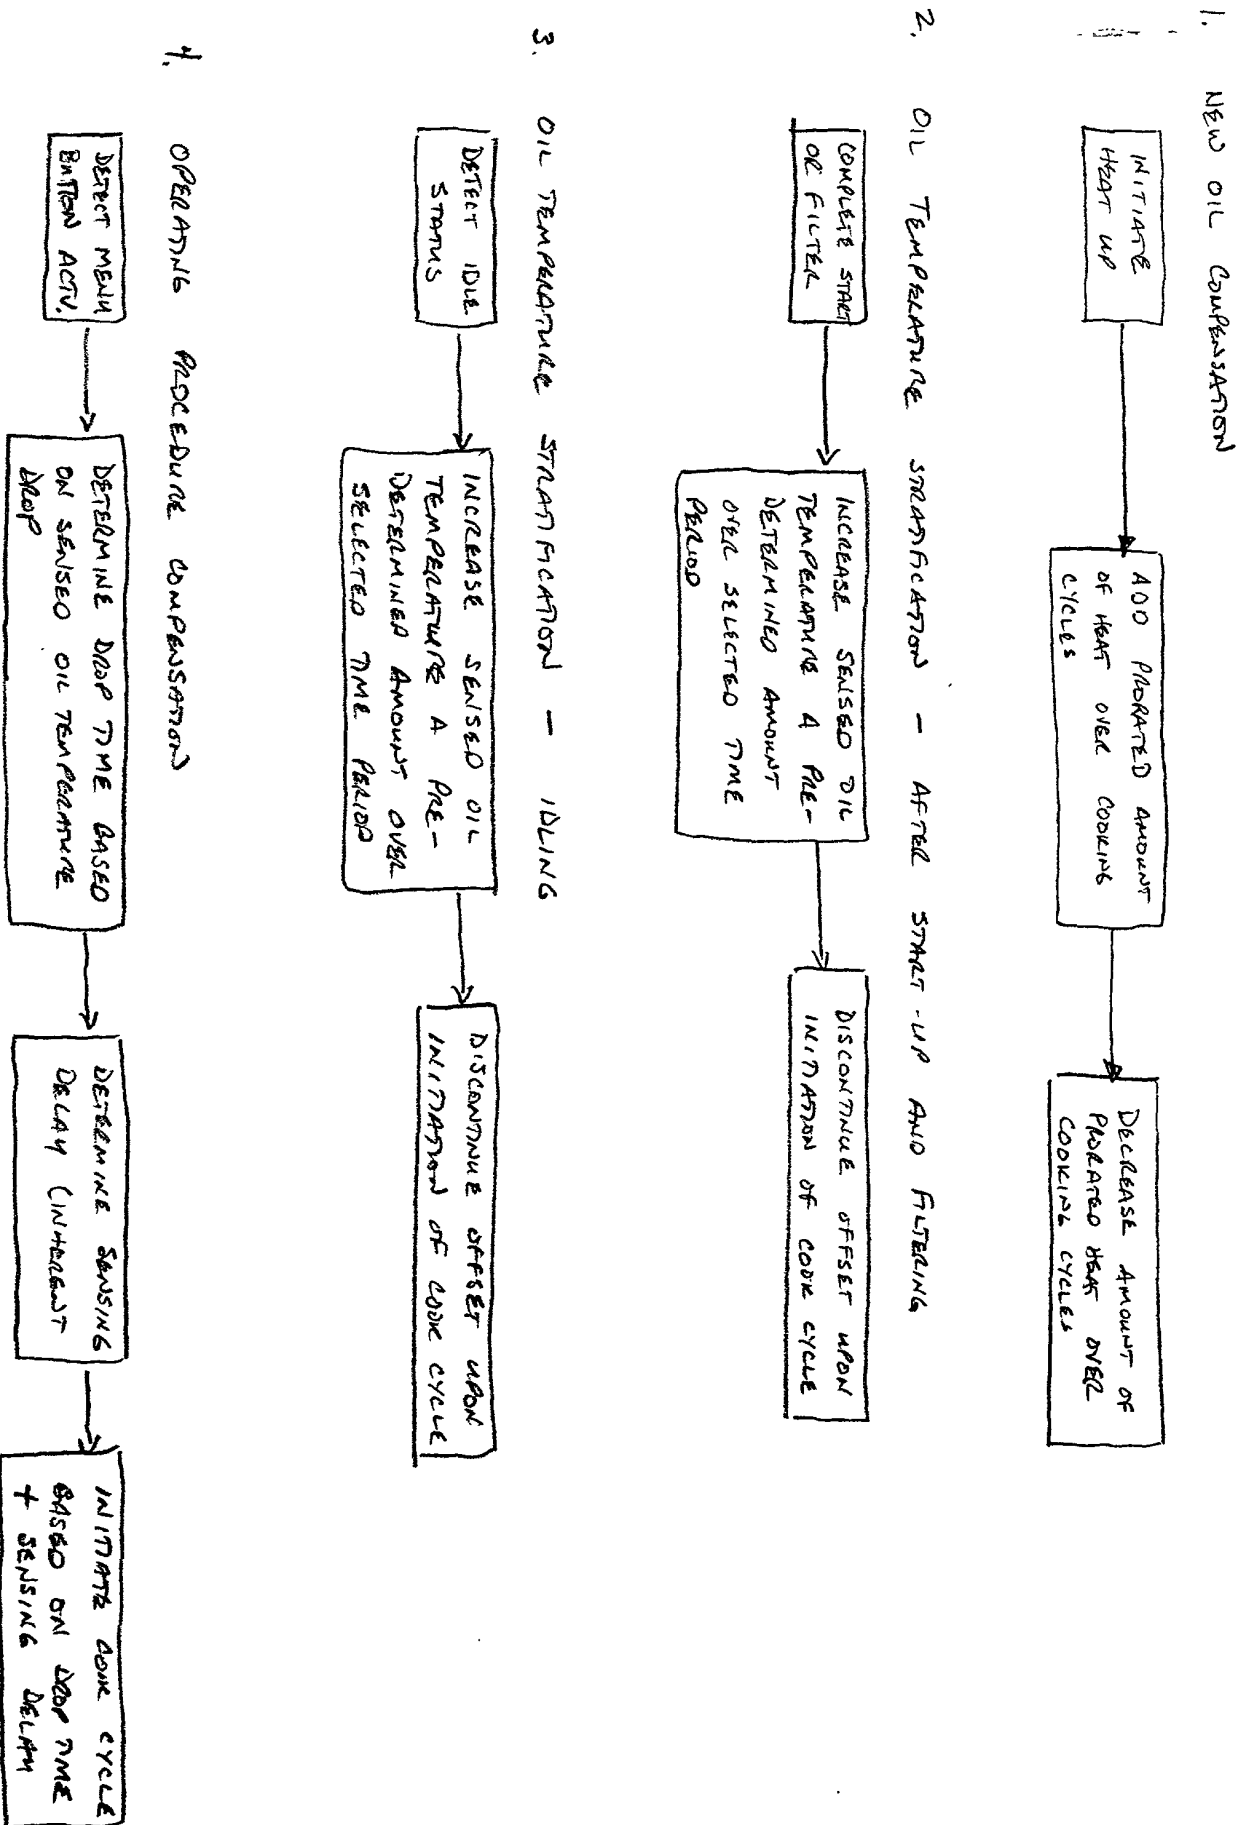 1. NEW OIL COMPENSATION
INITIATE
HEAT UP
ADD PRORATED AMOUNT
OF HEAT OVER COOKING
CYCLES
DECREASE AMOUNT OF
PRORATED HEAT OVER
COOKING CYCLES
2. OIL TEMPERATURE STRATIFICATION - AFTER START-UP AND FILTERING
COMPLETE START
OR FILTER
INCREASE SENSED OIL
TEMPERATURE A PRE-
DETERMINED AMOUNT
OVER SELECTED TIME
PERIOD
DISCONTINUE OFFSET UPON
INITIATION OF COOK CYCLE
3. OIL TEMPERATURE STRATIFICATION - IDLING
DETECT IDLE
STATUS
INCREASE SENSED OIL
TEMPERATURE A PRE-
DETERMINED AMOUNT OVER
SELECTED TIME PERIOD
DISCONTINUE OFFSET UPON
INITIATION OF COOK CYCLE
4. OPERATING PROCEDURE COMPENSATION
DETECT MENU
BUTTON ACTV.
DETERMINE DROP TIME BASED
ON SENSED OIL TEMPERATURE
DROP
DETERMINE SENSING
DELAY (INHERENT
INITIATE COOK CYCLE
BASED ON DROP TIME
+ SENSING DELAY